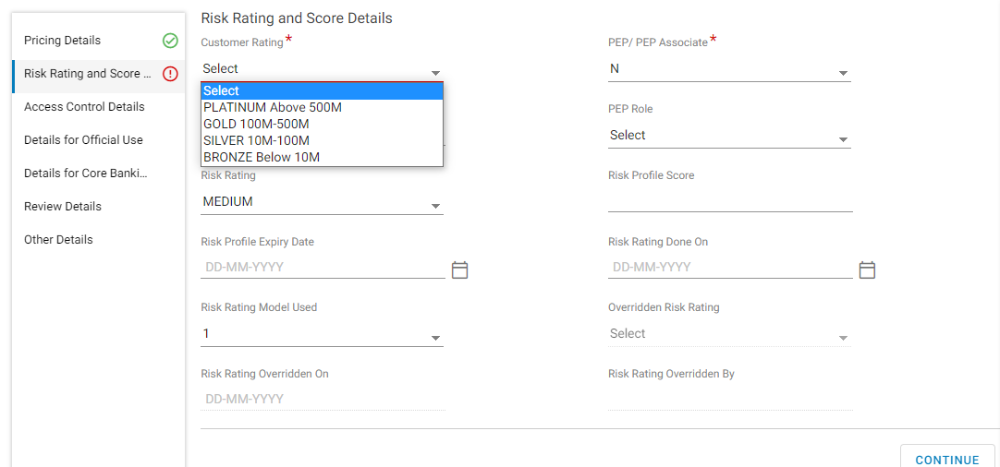 Pricing Details
Risk Rating and Score ...
Access Control Details
Details for Official Use
Details for Core Banki...
Review Details
Other Details
Risk Rating and Score Details
Customer Rating*
PEP/ PEP Associate*
Select
N
Select
PLATINUM Above 500M
GOLD 100M-500M
SILVER 10M-100M
BRONZE Below 10M
PEP Role
Select
Risk Rating
Risk Profile Score
MEDIUM
Risk Profile Expiry Date
Risk Rating Done On
DD-MM-YYYY
DD-MM-YYYY
Risk Rating Model Used
Overridden Risk Rating
1
Select
Risk Rating Overridden On
Risk Rating Overridden By
DD-MM-YYYY
CONTINUE